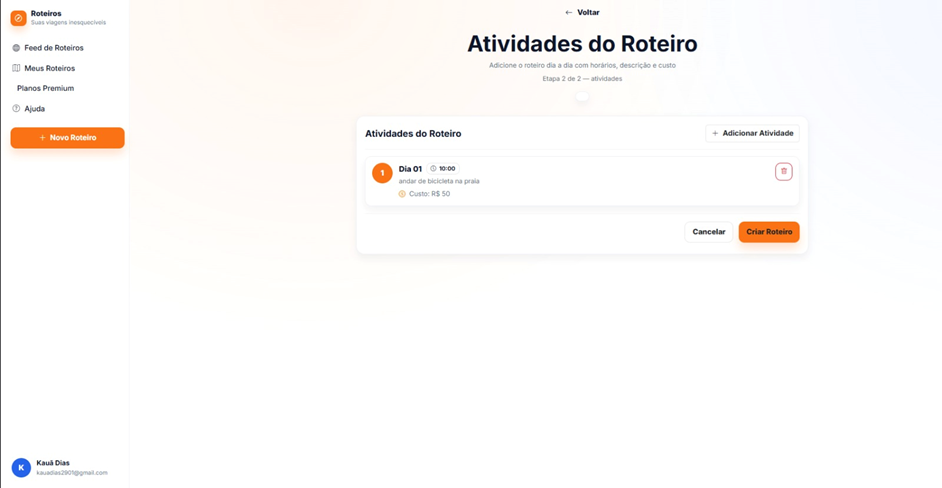 Roteiros
Suas viagens inesquecíveis
Feed de Roteiros
Meus Roteiros
Planos Premium
Ajuda
+ Novo Roteiro
← Voltar
Atividades do Roteiro
Adicione o roteiro dia a dia com horários, descrição e custo
Etapa 2 de 2 — atividades
Atividades do Roteiro
+ Adicionar Atividade
1
Dia 01 10:00
andar de bicicleta na praia
Custo: R$ 50
Cancelar
Criar Roteiro
K
Kauã Dias
kauadias2901@gmail.com